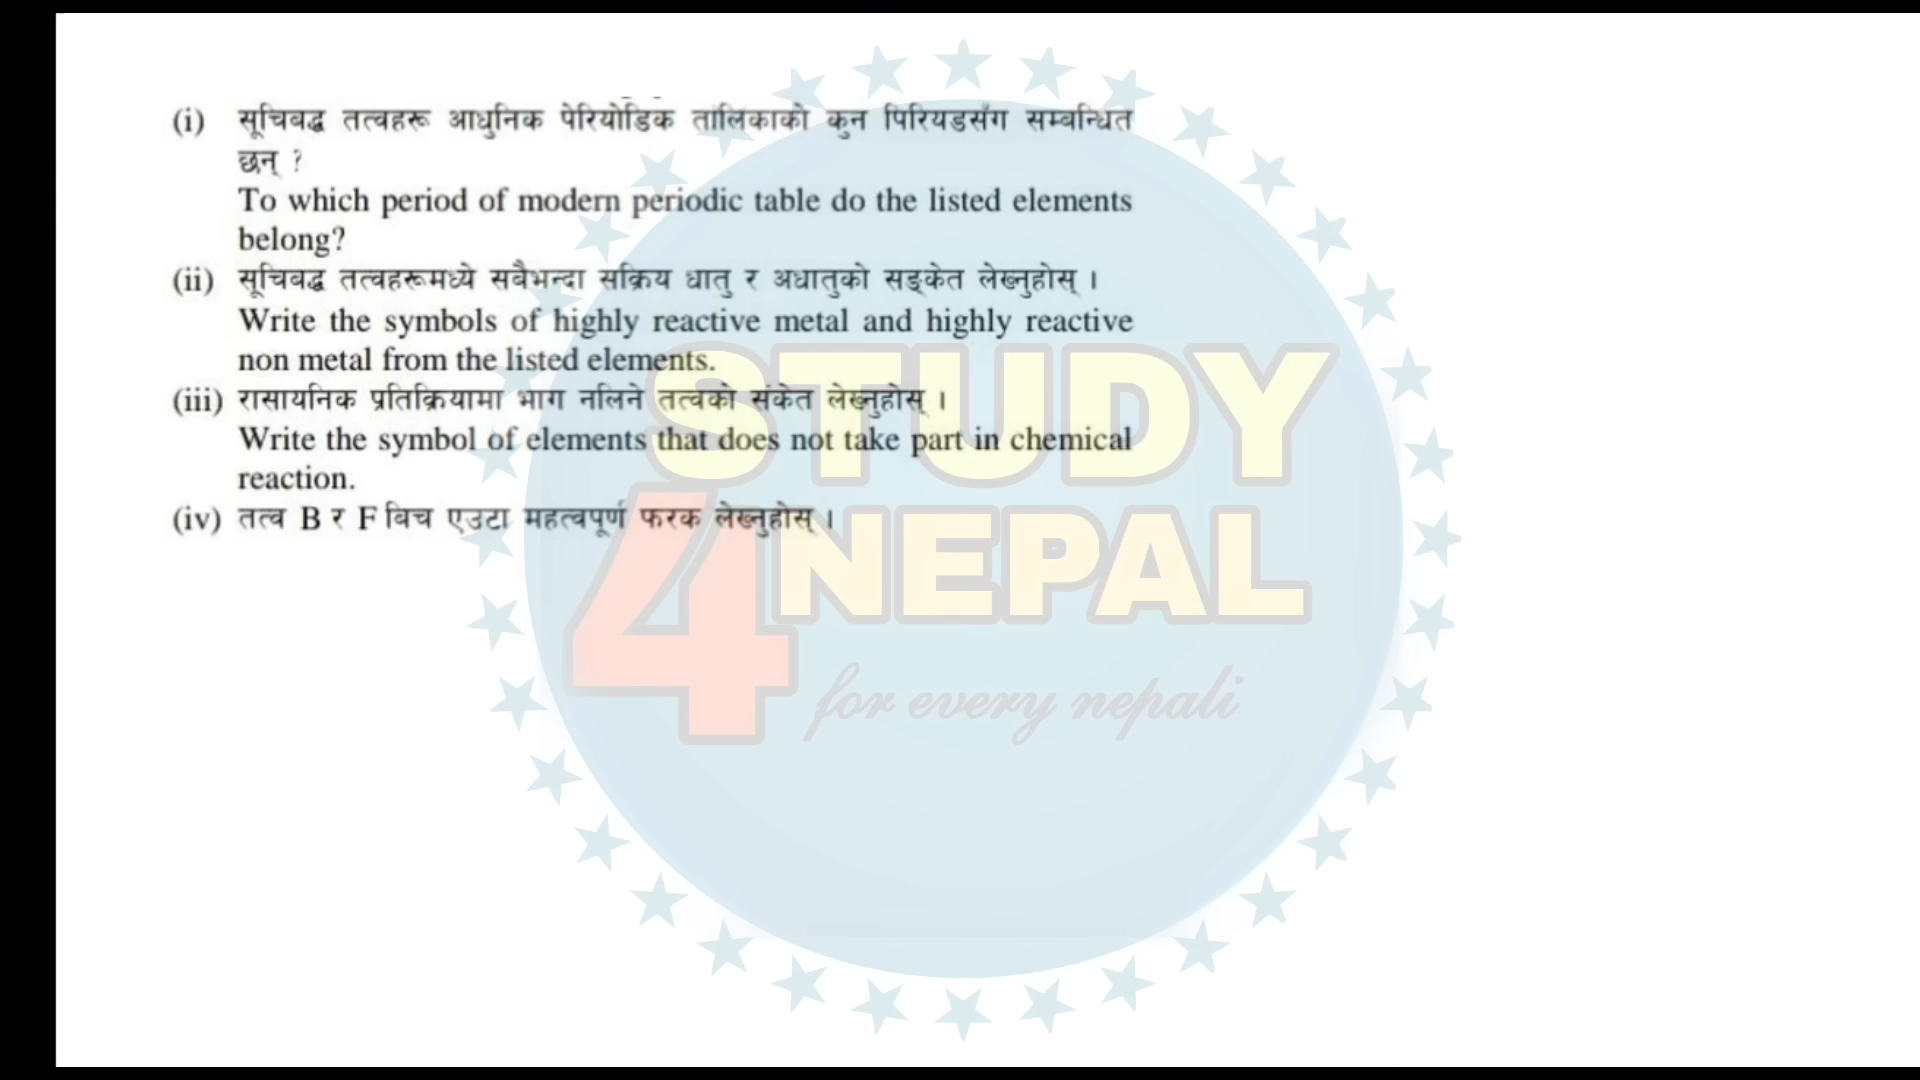 (i) सूचिबद्ध तत्वहरू आधुनिक पेरियोडिक तालिकाको कुन पिरियडसँग सम्बन्धित
छन् ?
To which period of modern periodic table do the listed elements
belong?
(ii) सूचिबद्ध तत्वहरूमध्ये सबैभन्दा सक्रिय धातु र अधातुको सङ्केत लेख्नुहोस् ।
Write the symbols of highly reactive metal and highly reactive
non metal from the listed elements.
(iii) रासायनिक प्रतिक्रियामा भाग नलिने तत्वको संकेत लेख्नुहोस् ।
Write the symbol of elements that does not take part in chemical
reaction.
(iv) तत्व B र F बिच एउटा महत्वपूर्ण फरक लेख्नुहोस् ।
STUDY
4 NEPAL
for every nepali